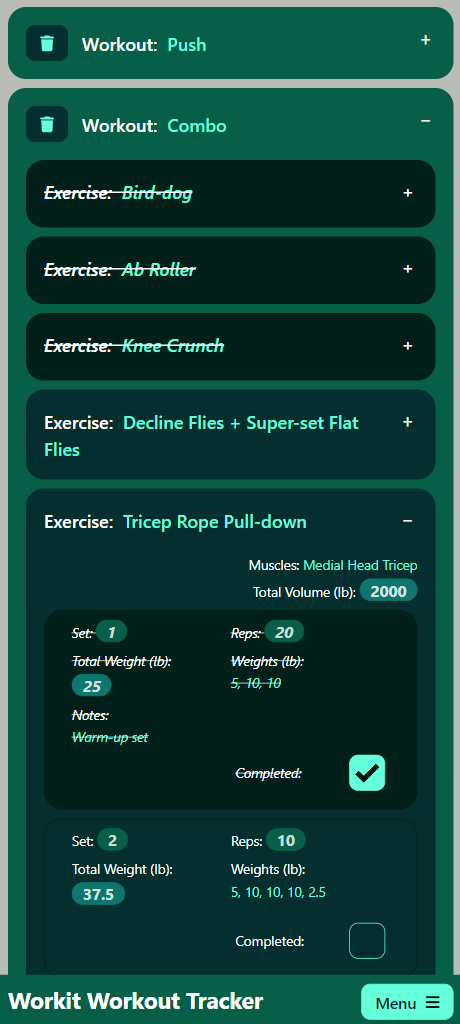 Workout: Push +
Workout: Combo −
Exercise: Bird-dog +
Exercise: Ab Roller +
Exercise: Knee Crunch +
Exercise: Decline Flies + Super-set Flat +
Flies
Exercise: Tricep Rope Pull-down −
Muscles: Medial Head Tricep
Total Volume (lb): 2000
Set: 1 Reps: 20
Total Weight (lb): Weights (lb):
25 5, 10, 10
Notes:
Warm-up set
Completed:
Set: 2 Reps: 10
Total Weight (lb): Weights (lb):
37.5 5, 10, 10, 10, 2.5
Completed:
Workit Workout Tracker Menu